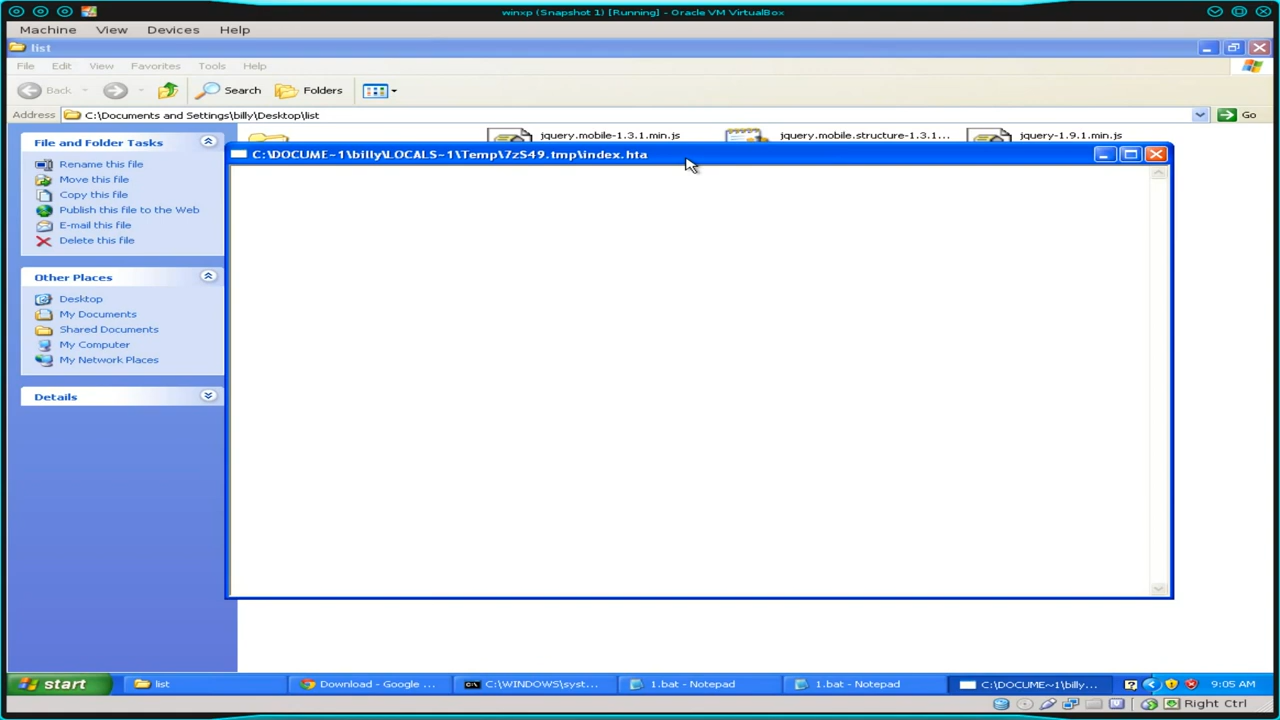 winxp (Snapshot 1) [Running] - Oracle VM VirtualBox
Machine View Devices Help
list
File Edit View Favorites Tools Help
Back Search Folders
Address C:\Documents and Settings\billy\Desktop\list Go
File and Folder Tasks
Rename this file
Move this file
Copy this file
Publish this file to the Web
E-mail this file
Delete this file
Other Places
Desktop
My Documents
Shared Documents
My Computer
My Network Places
Details
jquery.mobile-1.3.1.min.js jquery.mobile.structure-1.3.1... jquery-1.9.1.min.js
C:\DOCUME~1\billy\LOCALS~1\Temp\7zS49.tmp\index.hta
start list Download - Google ... C:\WINDOWS\syst... 1.bat - Notepad 1.bat - Notepad C:\DOCUME~1\billy... 9:05 AM
Right Ctrl